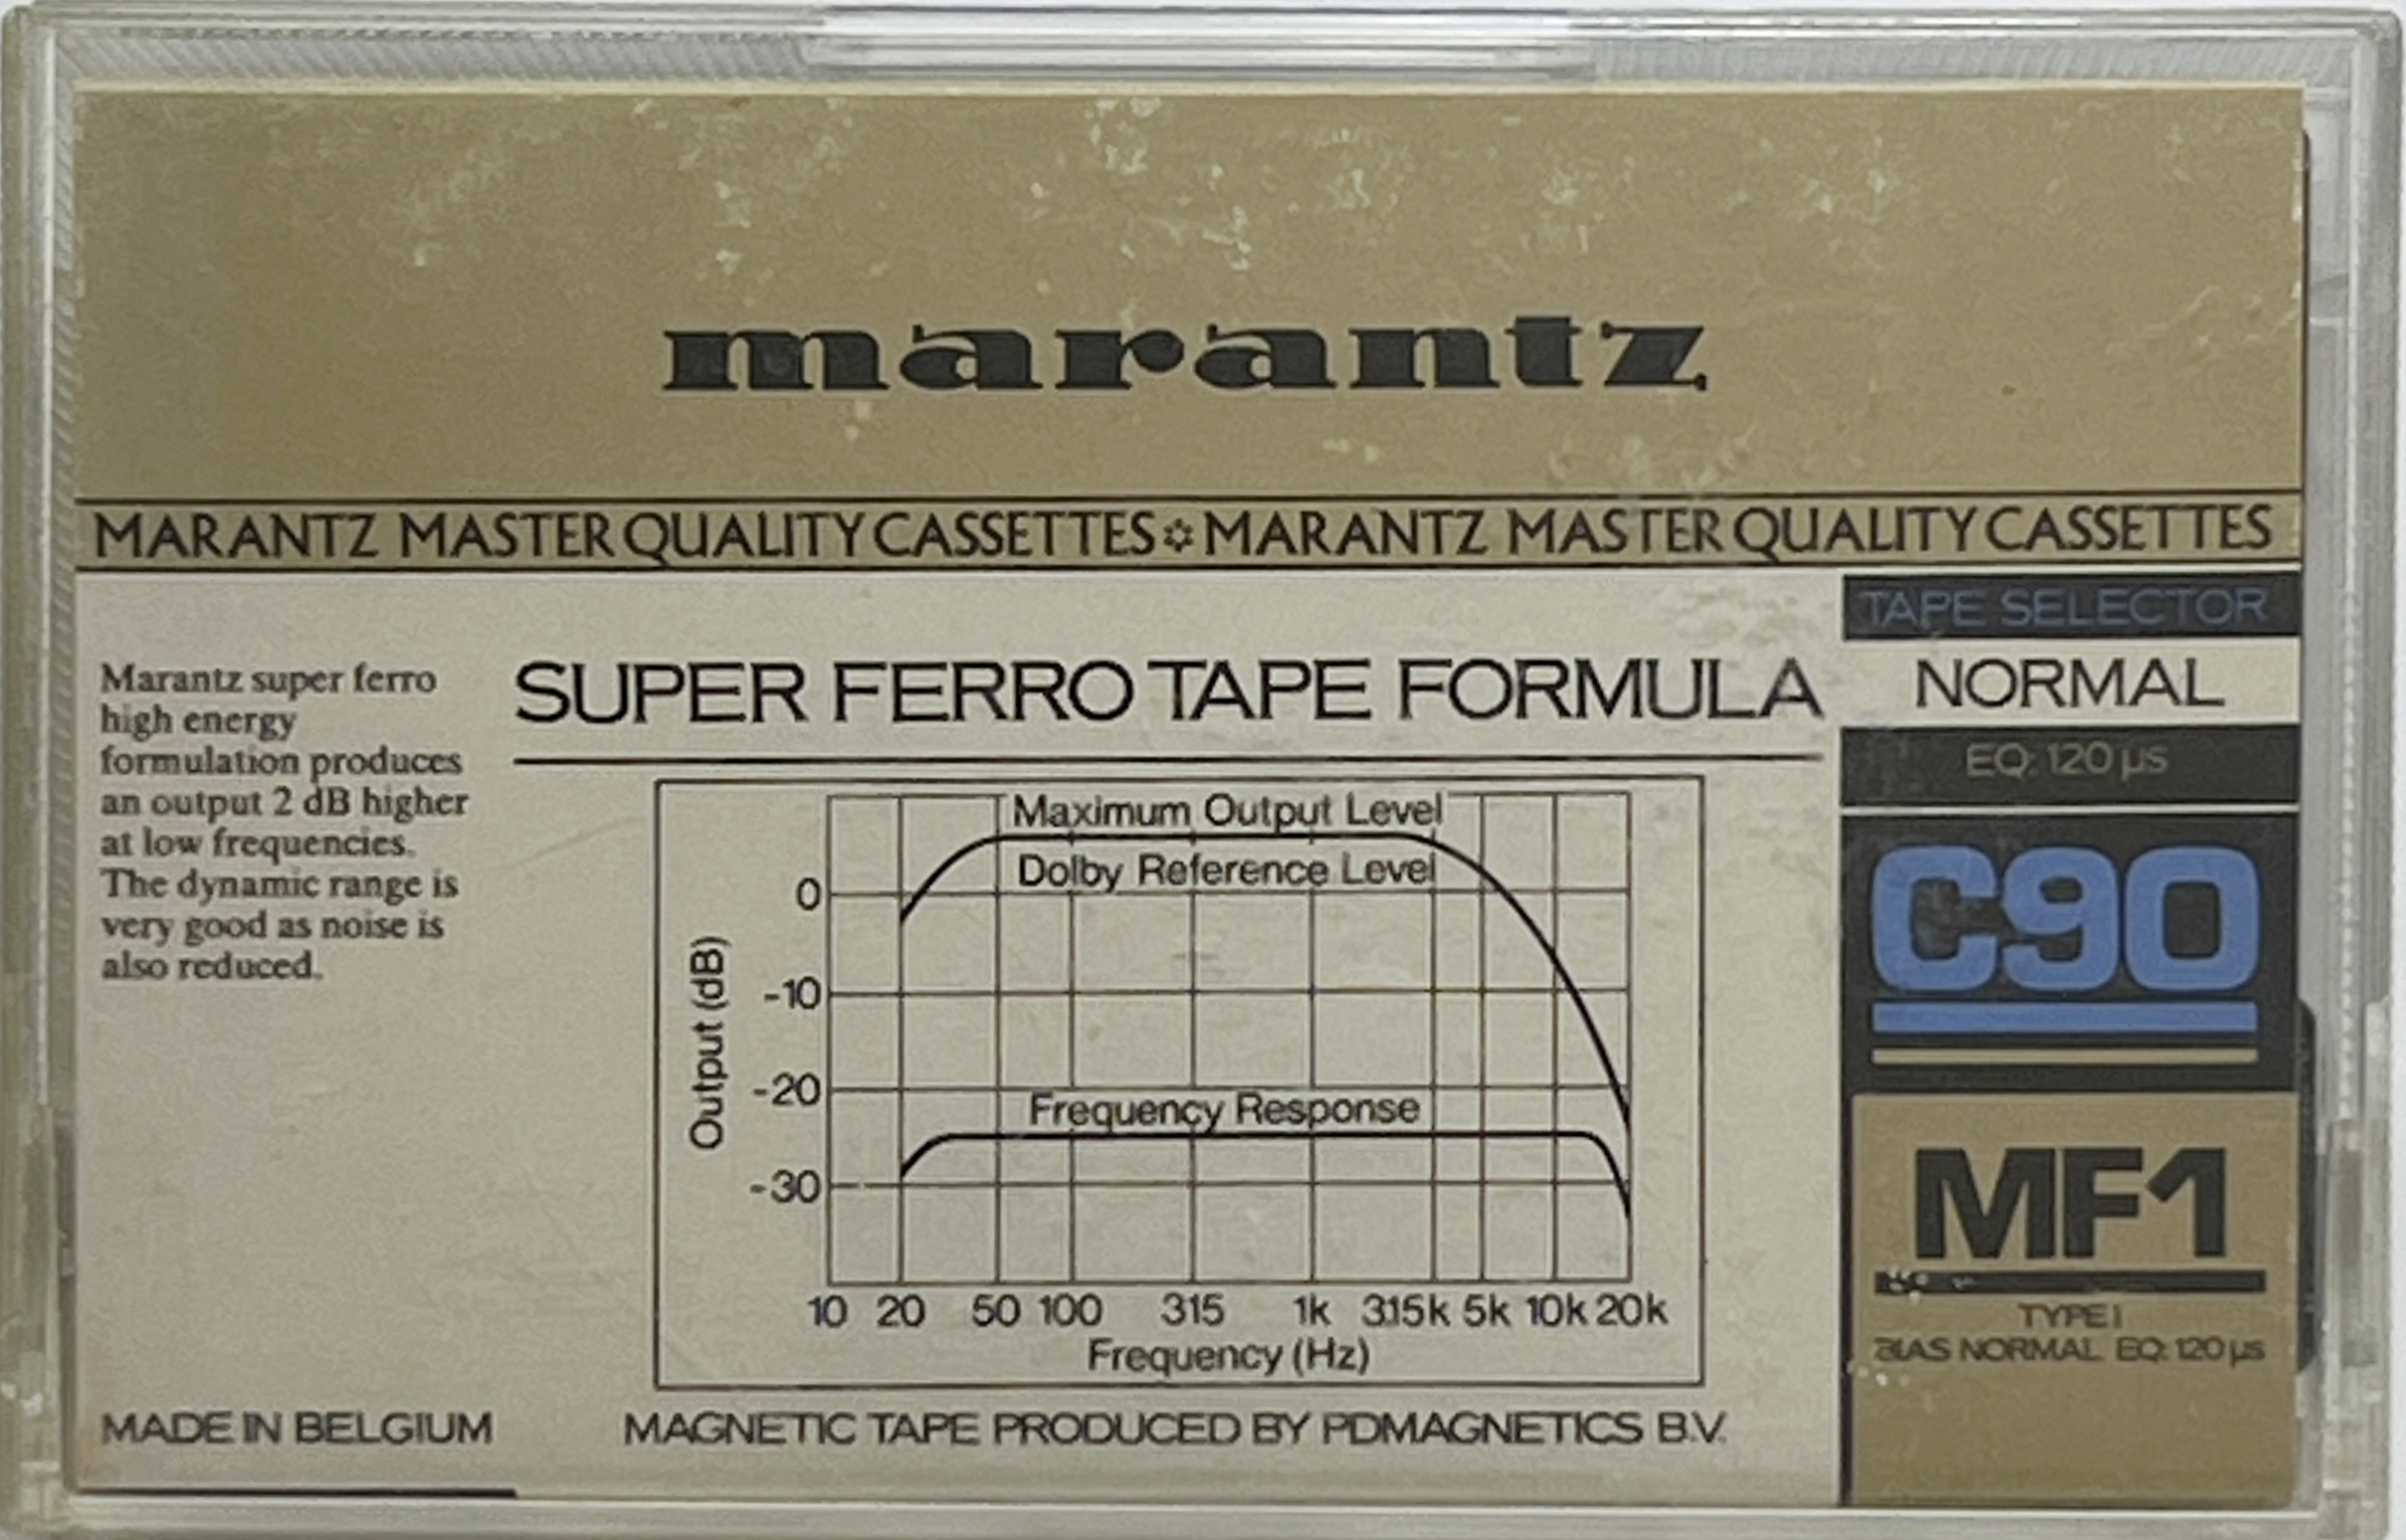 marantz
MARANTZ MASTER QUALITY CASSETTES ✡ MARANTZ MASTER QUALITY CASSETTES
Marantz super ferro
high energy
formulation produces
an output 2 dB higher
at low frequencies.
The dynamic range is
very good as noise is
also reduced.
SUPER FERRO TAPE FORMULA
Maximum Output Level
Dolby Reference Level
Frequency Response
Output (dB)
0
-10
-20
-30
10 20 50 100 315 1k 3.15k 5k 10k 20k
Frequency (Hz)
MADE IN BELGIUM
MAGNETIC TAPE PRODUCED BY PDMAGNETICS B.V.
TAPE SELECTOR
NORMAL
EQ: 120 µs
C90
MF1
TYPE I
BIAS NORMAL EQ: 120 µs